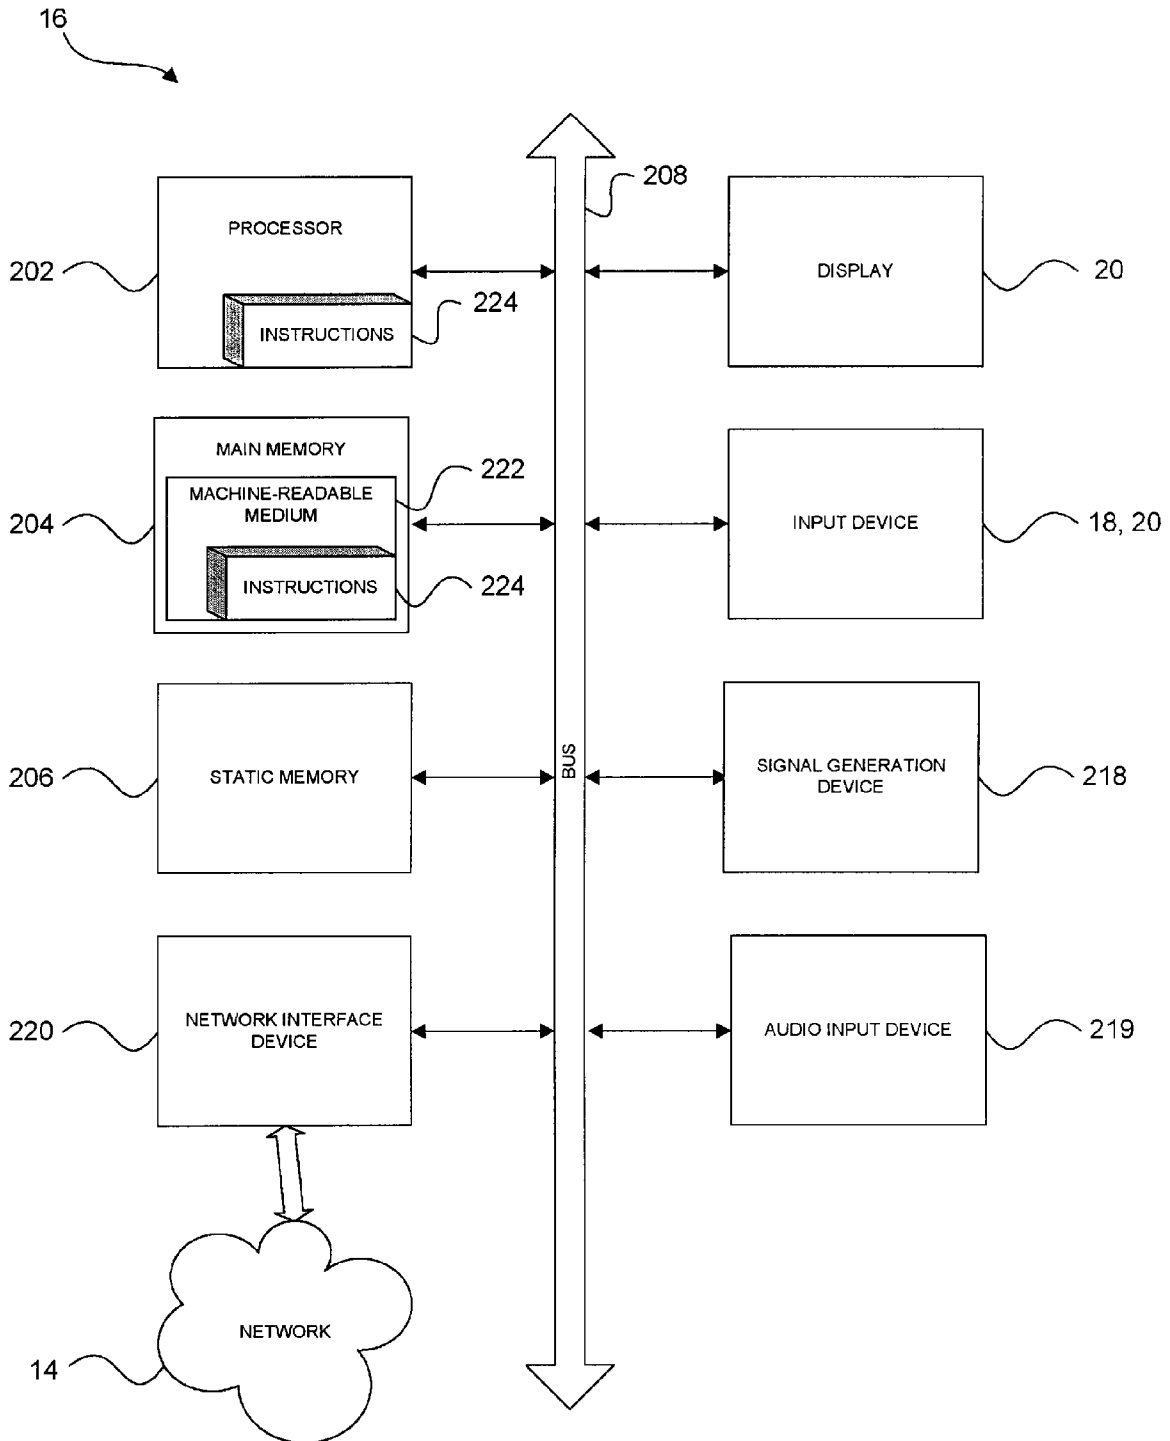 16
208
PROCESSOR
202
224
INSTRUCTIONS
DISPLAY
20
MAIN MEMORY
222
MACHINE-READABLE
MEDIUM
204
INSTRUCTIONS
224
INPUT DEVICE
18, 20
206
STATIC MEMORY
BUS
SIGNAL GENERATION
DEVICE
218
220
NETWORK INTERFACE
DEVICE
AUDIO INPUT DEVICE
219
NETWORK
14